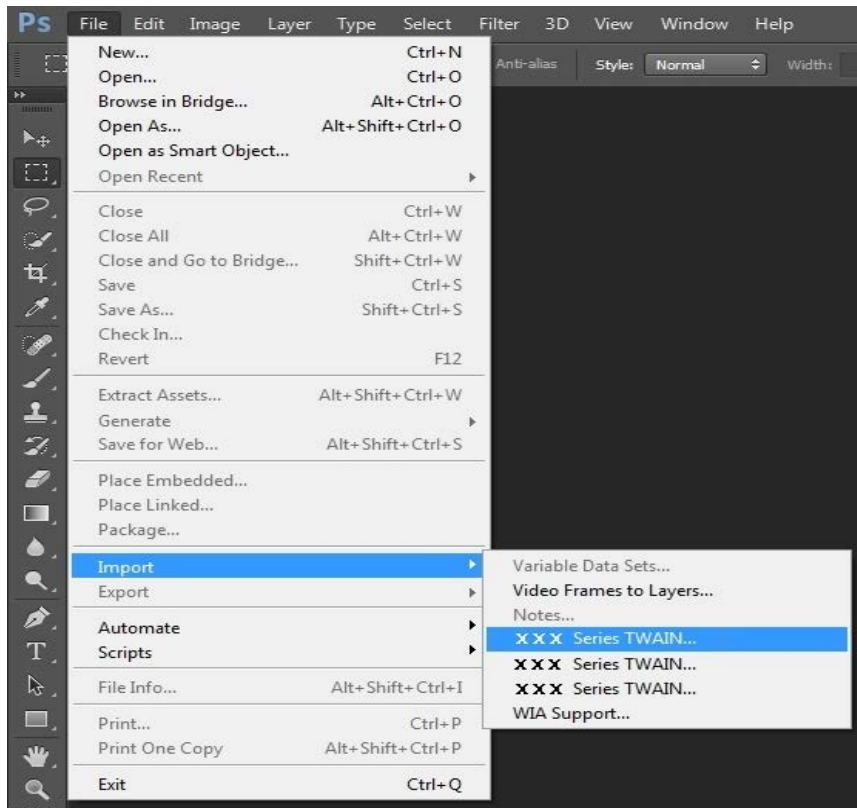 Ps File Edit Image Layer Type Select Filter 3D View Window Help
Anti-alias Style: Normal Width:
New... Ctrl+N
Open... Ctrl+O
Browse in Bridge... Alt+Ctrl+O
Open As... Alt+Shift+Ctrl+O
Open as Smart Object...
Open Recent
Close Ctrl+W
Close All Alt+Ctrl+W
Close and Go to Bridge... Shift+Ctrl+W
Save Ctrl+S
Save As... Shift+Ctrl+S
Check In...
Revert F12
Extract Assets... Alt+Shift+Ctrl+W
Generate
Save for Web... Alt+Shift+Ctrl+S
Place Embedded...
Place Linked...
Package...
Import
Export
Automate
Scripts
File Info... Alt+Shift+Ctrl+I
Print... Ctrl+P
Print One Copy Alt+Shift+Ctrl+P
Exit Ctrl+Q
Variable Data Sets...
Video Frames to Layers...
Notes...
XXX Series TWAIN...
XXX Series TWAIN...
XXX Series TWAIN...
WIA Support...
T